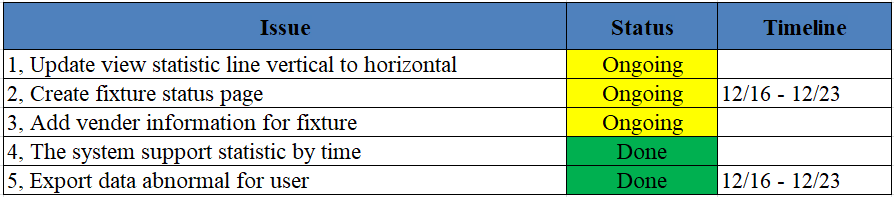 Issue Status Timeline
1, Update view statistic line vertical to horizontal Ongoing
2, Create fixture status page Ongoing 12/16 - 12/23
3, Add vender information for fixture Ongoing
4, The system support statistic by time Done
5, Export data abnormal for user Done 12/16 - 12/23